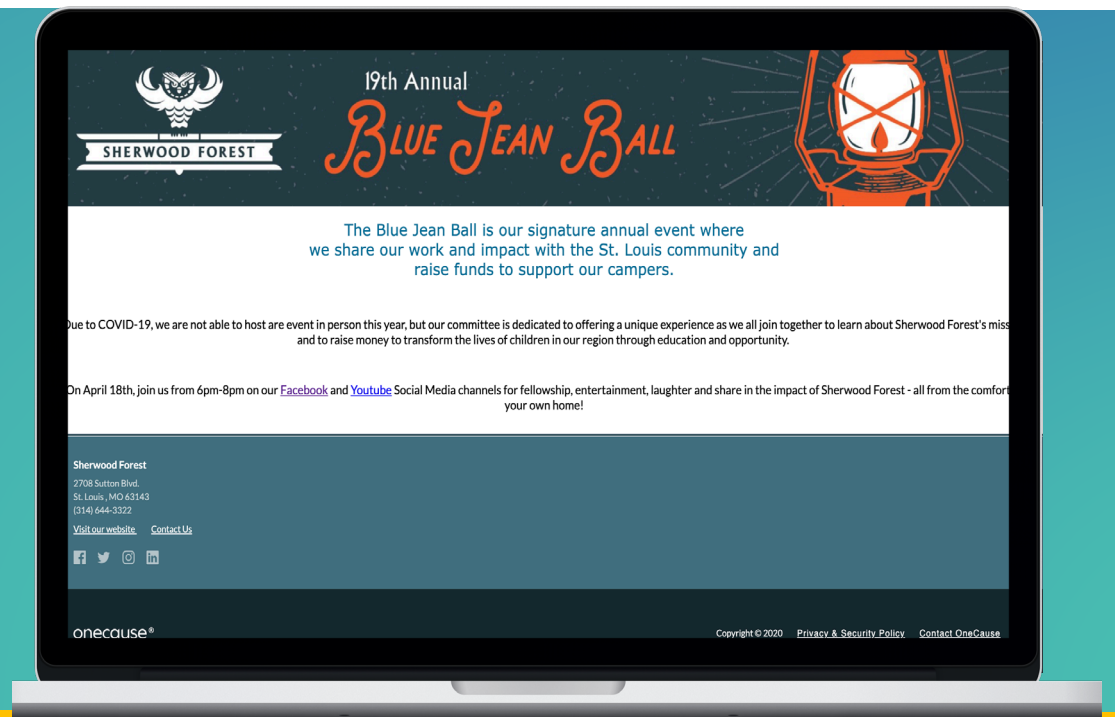 SHERWOOD FOREST
19th Annual
BLUE JEAN BALL
The Blue Jean Ball is our signature annual event where
we share our work and impact with the St. Louis community and
raise funds to support our campers.
Due to COVID-19, we are not able to host are event in person this year, but our committee is dedicated to offering a unique experience as we all join together to learn about Sherwood Forest's miss
and to raise money to transform the lives of children in our region through education and opportunity.
On April 18th, join us from 6pm-8pm on our Facebook and Youtube Social Media channels for fellowship, entertainment, laughter and share in the impact of Sherwood Forest - all from the comfort
your own home!
Sherwood Forest
2708 Sutton Blvd.
St. Louis , MO 63143
(314) 644-3322
Visit our website Contact Us
onecause®
Copyright © 2020 Privacy & Security Policy Contact OneCause